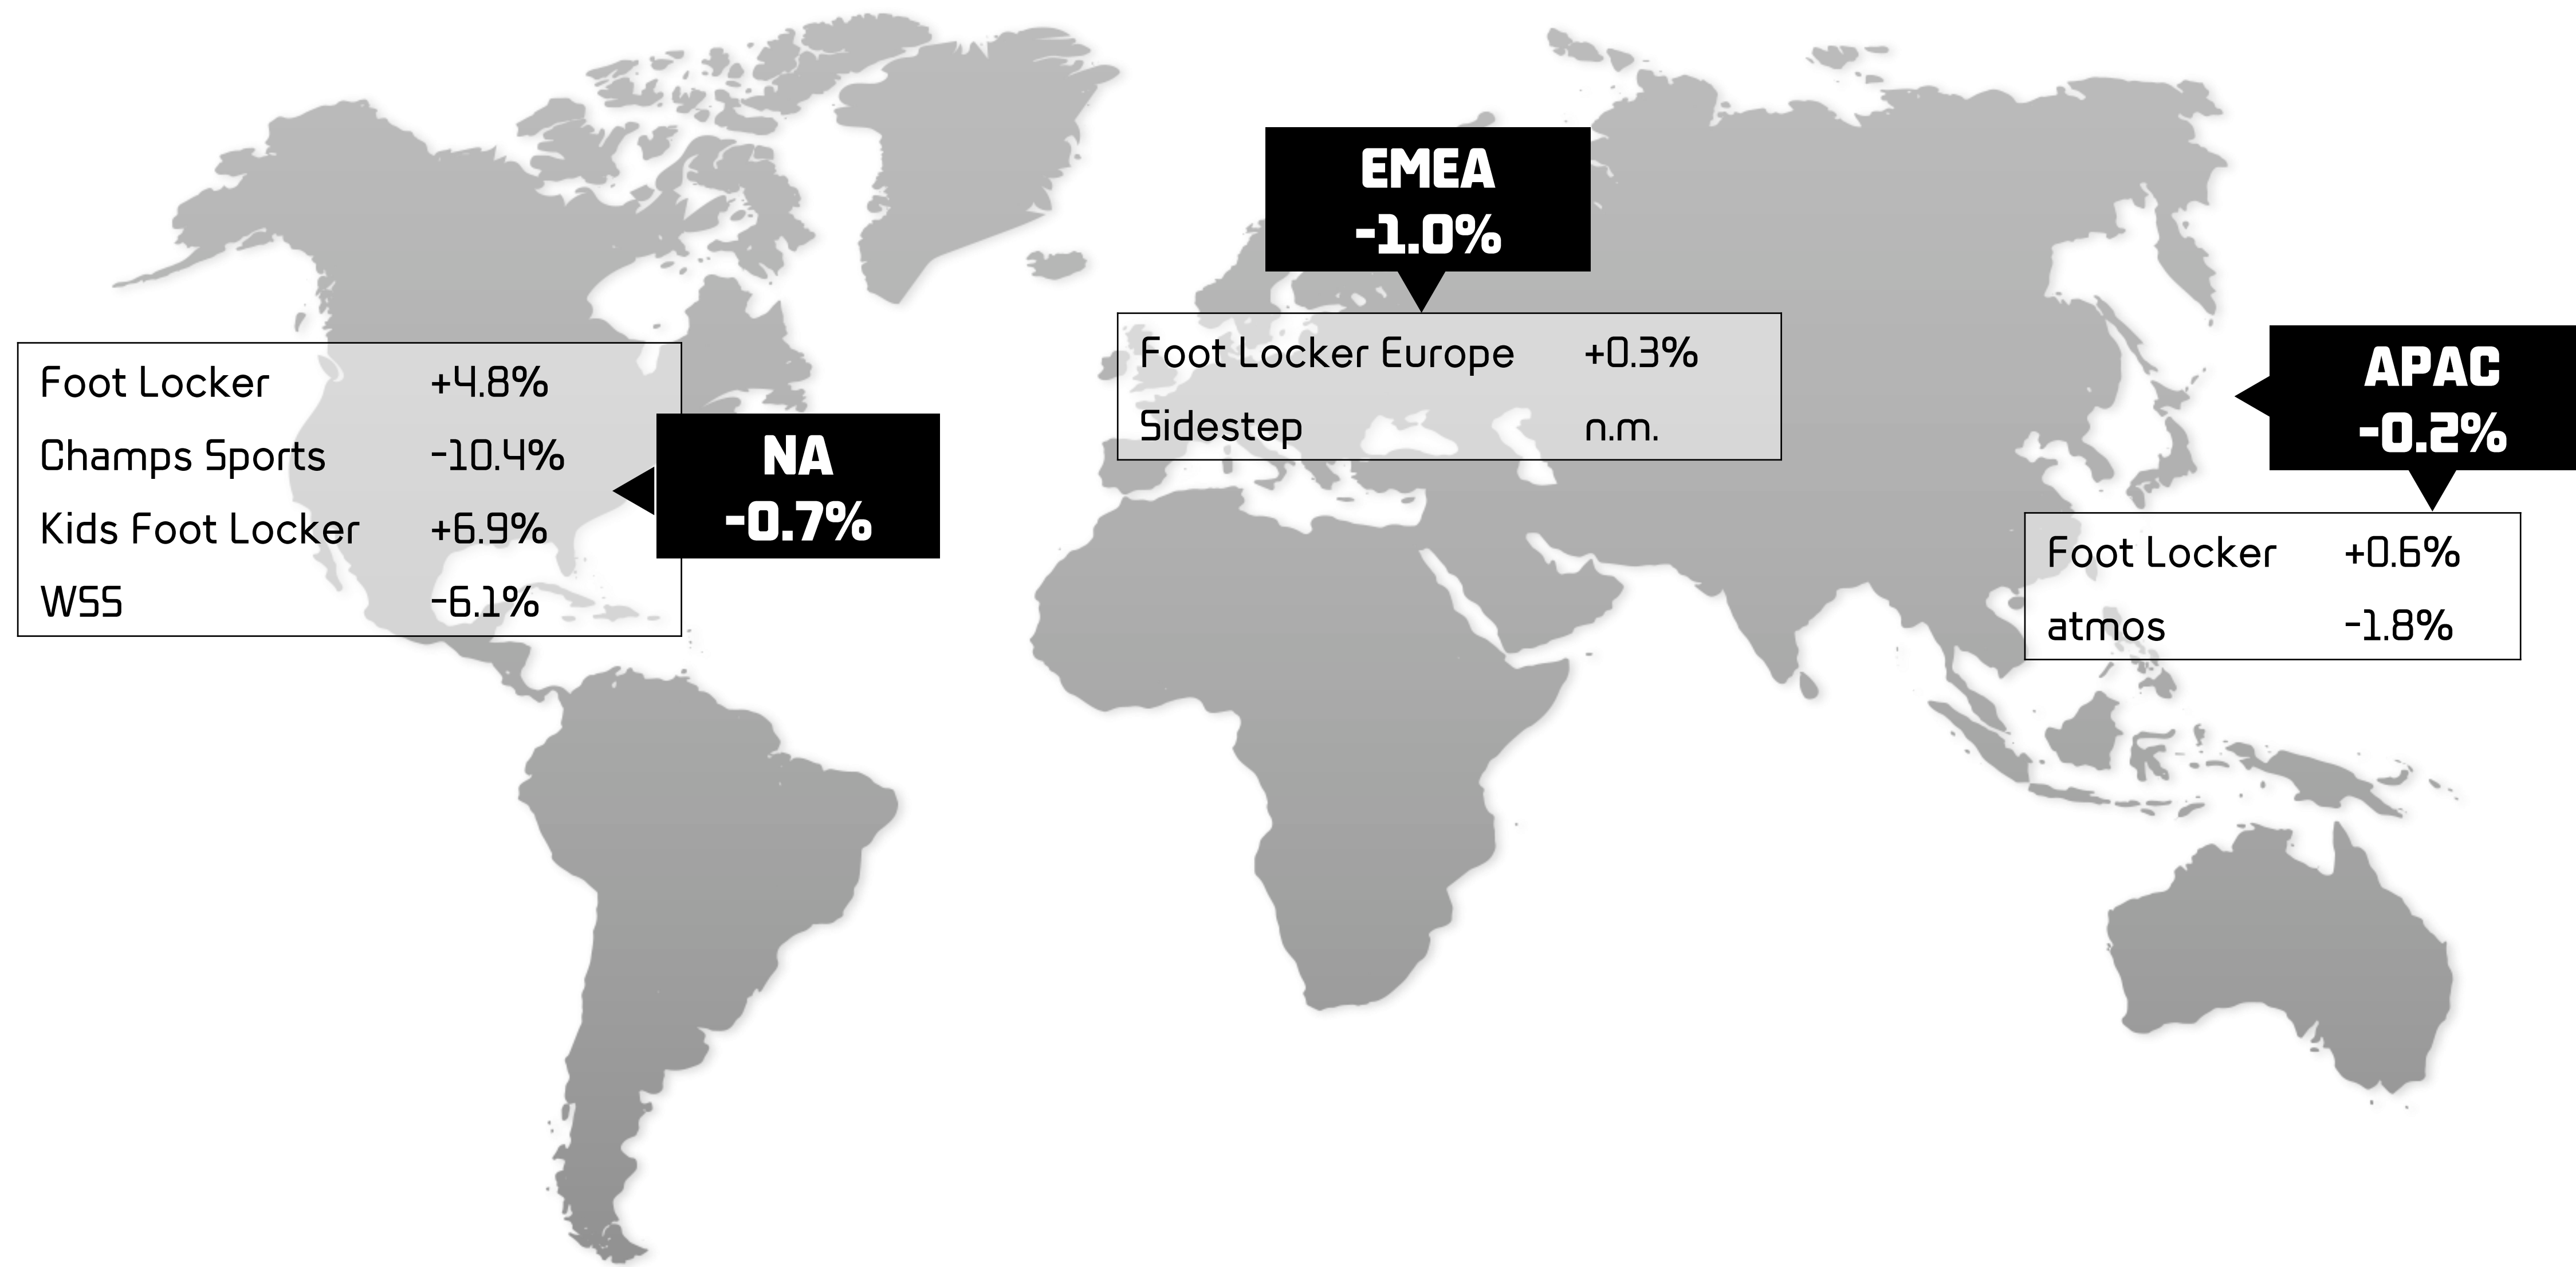 Foot Locker +4.8%
Champs Sports -10.4%
Kids Foot Locker +6.9%
WSS -6.1%
NA
-0.7%
EMEA
-1.0%
Foot Locker Europe +0.3%
Sidestep n.m.
APAC
-0.2%
Foot Locker +0.6%
atmos -1.8%